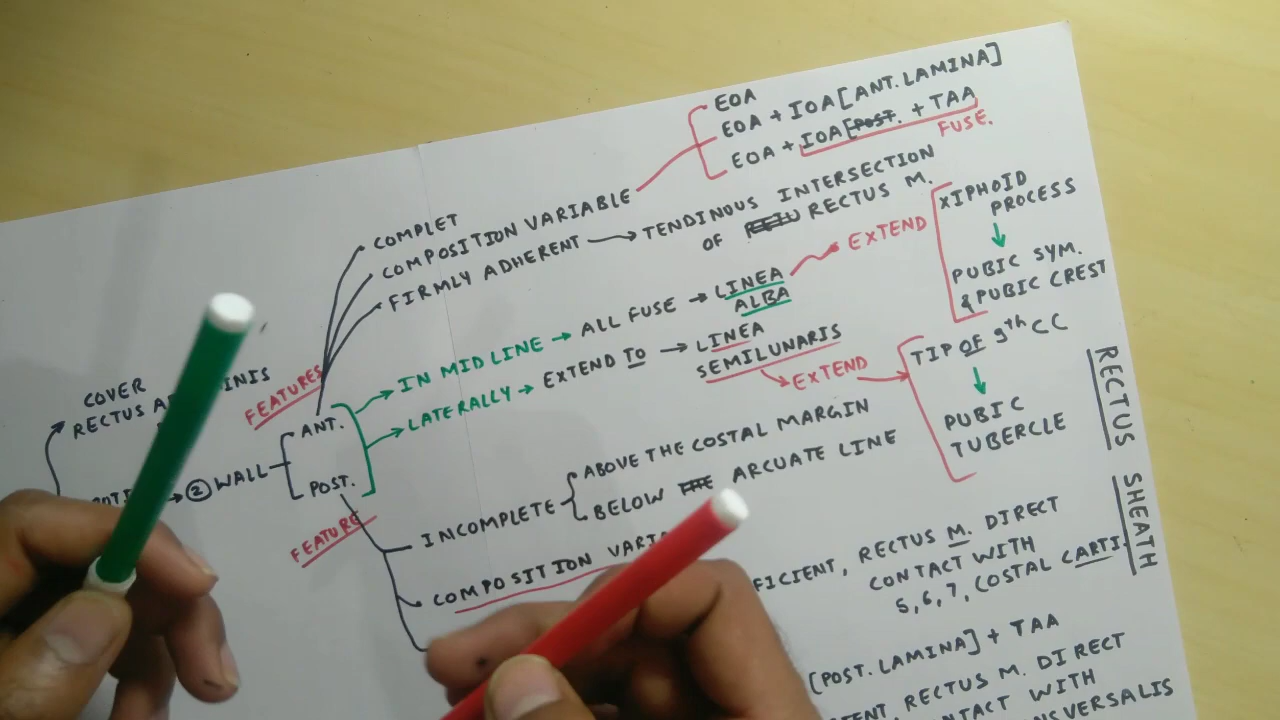 EOA
EOA + IOA [ANT. LAMINA]
EOA + IOA [POST. + TAA
FUSE.
COMPLET
COMPOSITION VARIABLE
FIRMLY ADHERENT → TENDINOUS INTERSECTION
OF RECTUS M.
XIPHOID
PROCESS
↓
PUBIC SYM.
& PUBIC CREST
IN MID LINE → ALL FUSE → LINEA
ALBA
EXTEND
LATERALLY → EXTEND TO → LINEA
SEMILUNARIS
EXTEND
TIP OF 9th CC
↓
PUBIC
TUBERCLE
RECTUS SHEATH
COVER
RECTUS
FEATURES
② WALL
ANT.
POST.
FEATURE
INCOMPLETE
ABOVE THE COSTAL MARGIN
BELOW ARCUATE LINE
COMPOSITION
RECTUS M. DIRECT
CONTACT WITH
5, 6, 7, COSTAL CARTI.
[POST. LAMINA] + TAA
RECTUS M. DIRECT
WITH